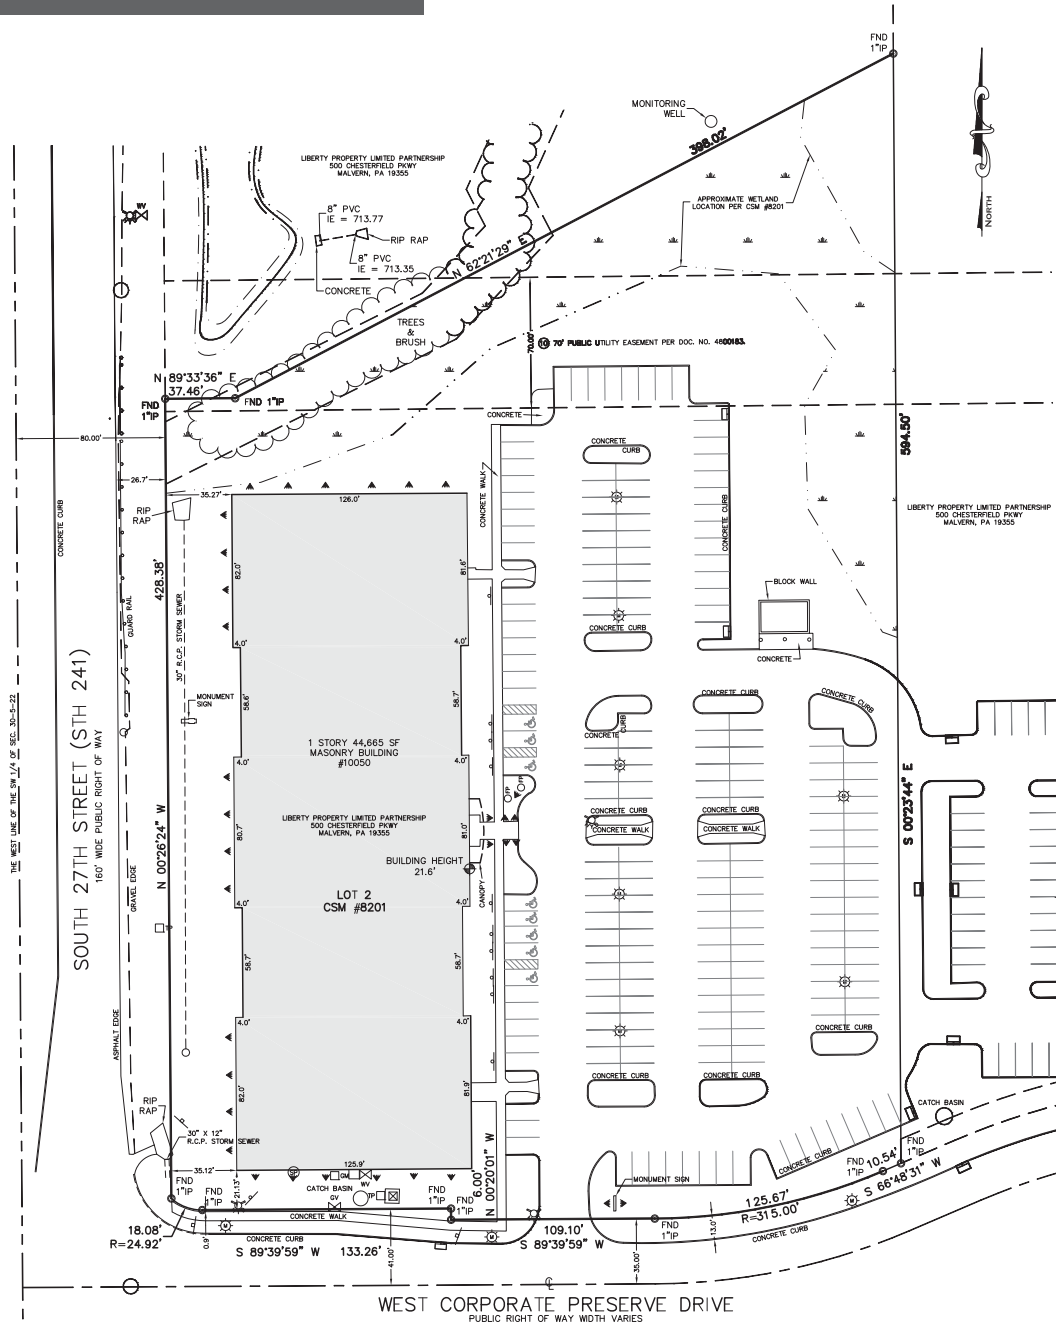 FND
1"IP
MONITORING
WELL
398.02'
LIBERTY PROPERTY LIMITED PARTNERSHIP
500 CHESTERFIELD PKWY
MALVERN, PA 19355
APPROXIMATE WETLAND
LOCATION PER CSM #8201
NORTH
WV
8" PVC
IE = 713.77
RIP RAP
8" PVC
IE = 713.35
CONCRETE
N 62°21'29" E
TREES
&
BRUSH
70.00'
10 70' PUBLIC UTILITY EASEMENT PER DOC. NO. 4800183.
N 89°33'36" E
37.46'
FND
1"IP
FND 1"IP
CONCRETE
80.00'
26.7'
CONCRETE
CURB
594.50'
RIP
RAP
35.27'
126.0'
CONCRETE WALK
CONCRETE CURB
CONCRETE CURB
LIBERTY PROPERTY LIMITED PARTNERSHIP
500 CHESTERFIELD PKWY
MALVERN, PA 19355
428.38'
82.0'
81.6'
GUARD RAIL
30" R.C.P. STORM SEWER
BLOCK WALL
CONCRETE CURB
CONCRETE
4.0'
4.0'
SOUTH 27TH STREET (STH 241)
160' WIDE PUBLIC RIGHT OF WAY
THE WEST LINE OF THE SW 1/4 OF SEC. 30-5-22
MONUMENT
SIGN
58.6'
58.7'
CONCRETE CURB
CONCRETE CURB
CONCRETE
CURB
1 STORY 44,665 SF
MASONRY BUILDING
#10050
4.0'
4.0'
S 00°23'44" E
FP
FP
LIBERTY PROPERTY LIMITED PARTNERSHIP
500 CHESTERFIELD PKWY
MALVERN, PA 19355
80.7'
81.0'
CONCRETE CURB
CONCRETE CURB
CONCRETE WALK
CONCRETE WALK
N 00°26'24" W
GRAVEL EDGE
BUILDING HEIGHT
21.6'
CANOPY
LOT 2
CSM #8201
4.0'
4.0'
58.7'
58.7'
4.0'
4.0'
ASPHALT EDGE
CONCRETE CURB
CONCRETE CURB
CONCRETE CURB
82.0'
81.9'
RIP
RAP
30" X 12"
R.C.P. STORM SEWER
CATCH BASIN
N 00°20'01" W
6.00'
CONCRETE CURB
35.12'
125.9'
FND
1"IP
FND
1"IP
21.13'
SP
GM
WV
CATCH BASIN
GV
TP
FND
1"IP
FND
1"IP
MONUMENT SIGN
FND
1"IP
10.54'
FND
1"IP
S 66°48'31" W
125.67'
R=315.00'
FND
1"IP
13.0'
CONCRETE CURB
18.08'
R=24.92'
0.9'
CONCRETE WALK
CONCRETE CURB
S 89°39'59" W 133.26'
41.00'
109.10'
S 89°39'59" W
35.00'
WEST CORPORATE PRESERVE DRIVE
PUBLIC RIGHT OF WAY WIDTH VARIES